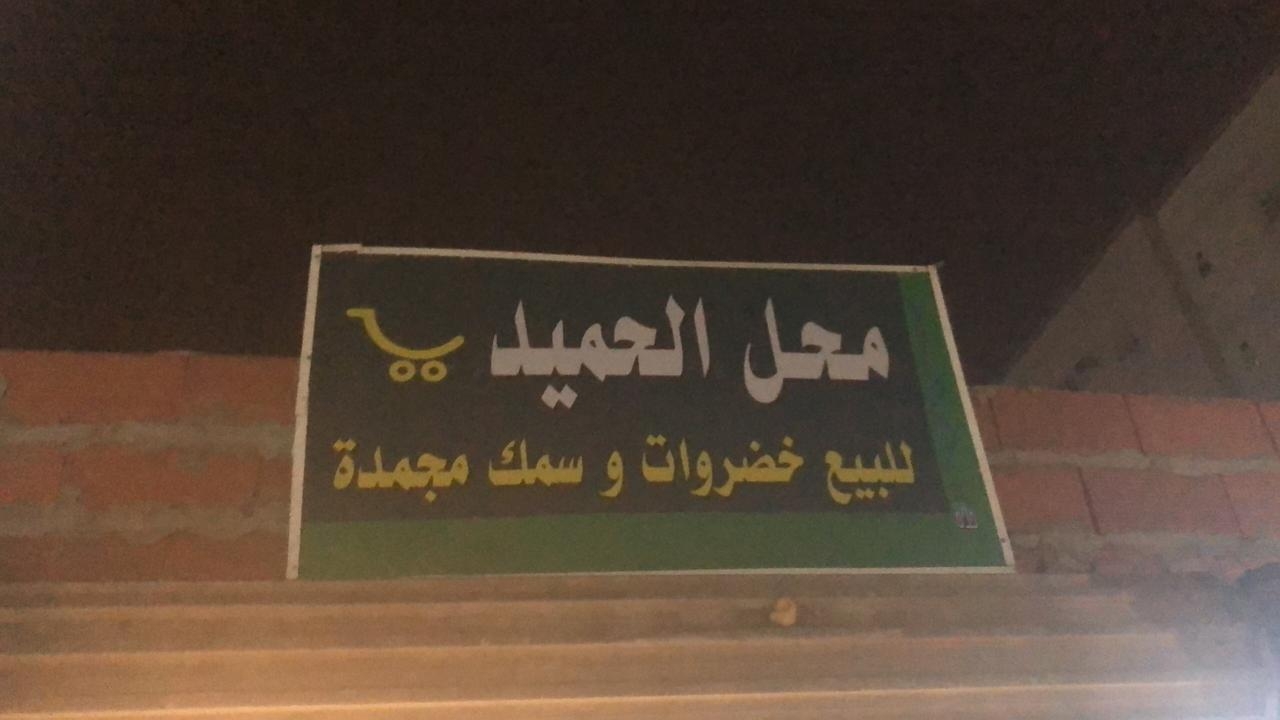 محل الحميد
للبيع خضروات و سمك مجمدة